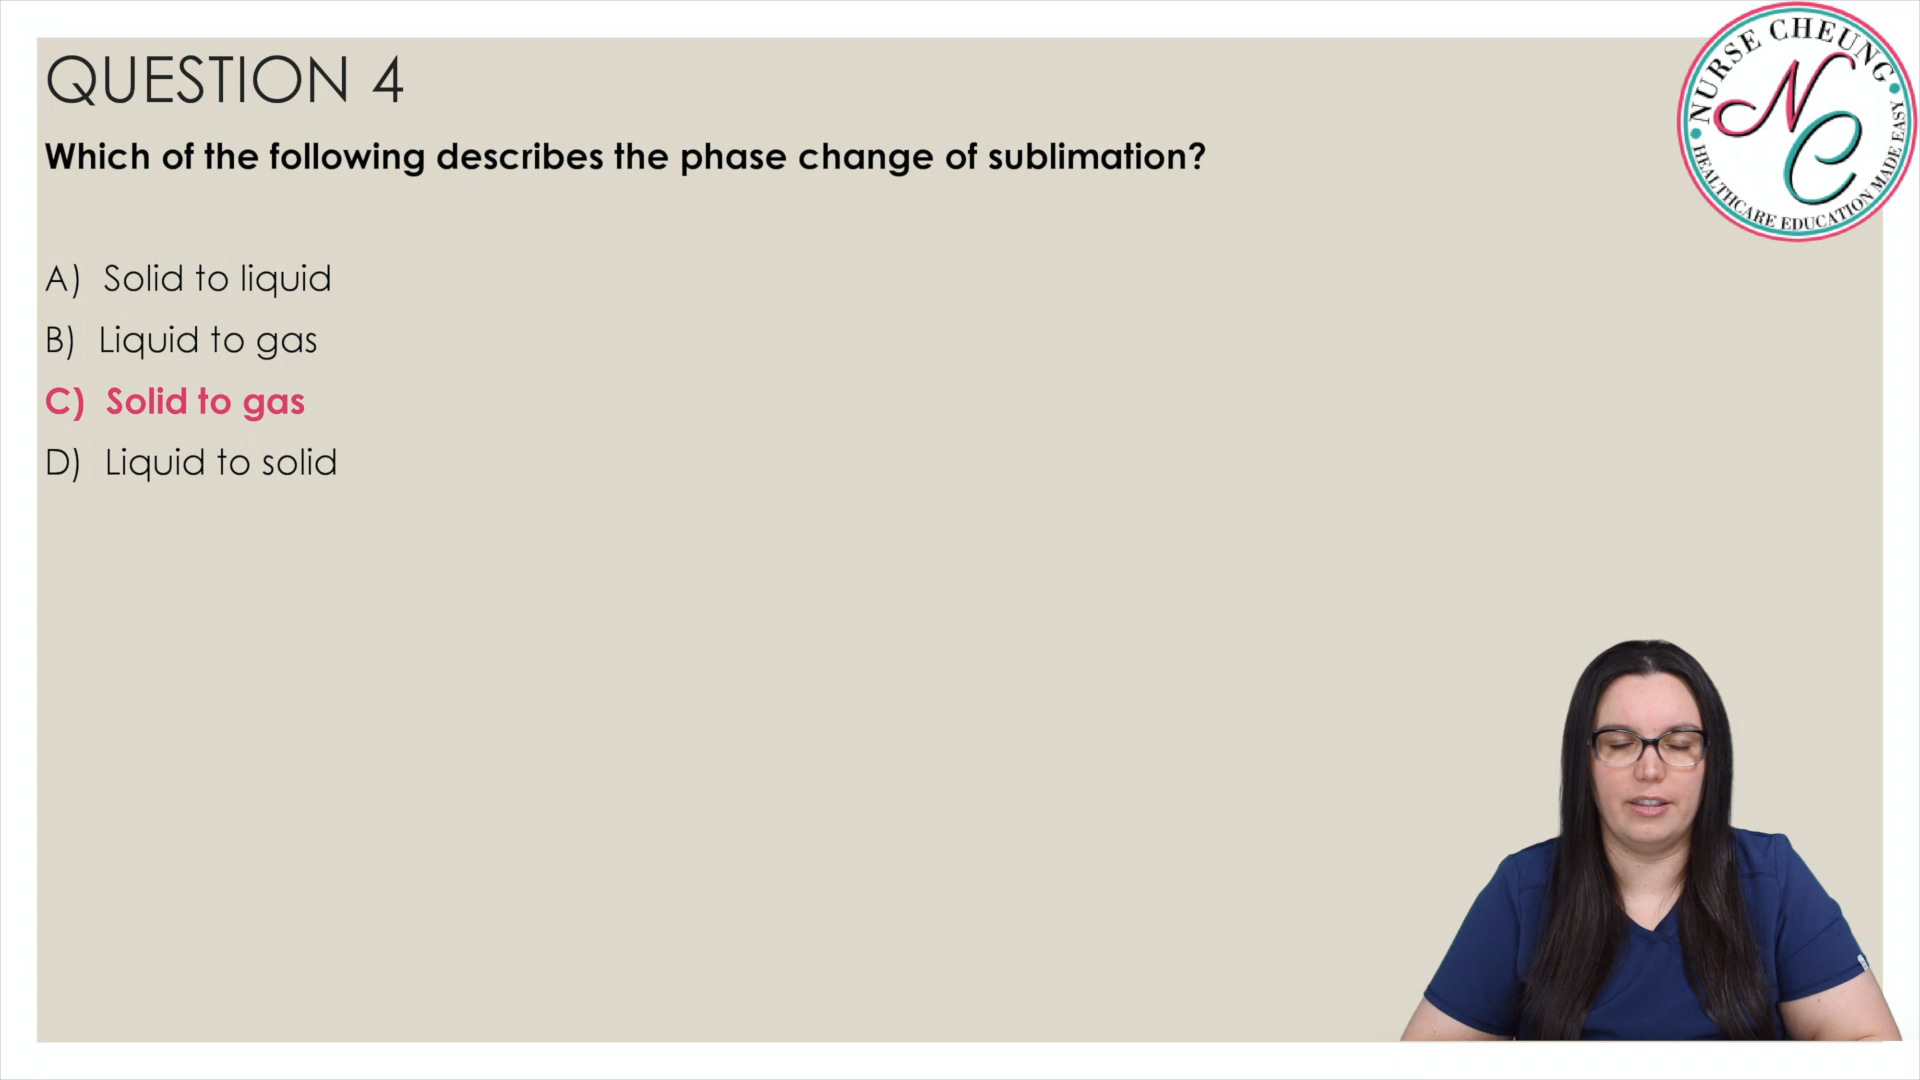 QUESTION 4
Which of the following describes the phase change of sublimation?
A) Solid to liquid
B) Liquid to gas
C) Solid to gas
D) Liquid to solid
NURSE CHEUNG
NC
HEALTHCARE EDUCATION MADE EASY